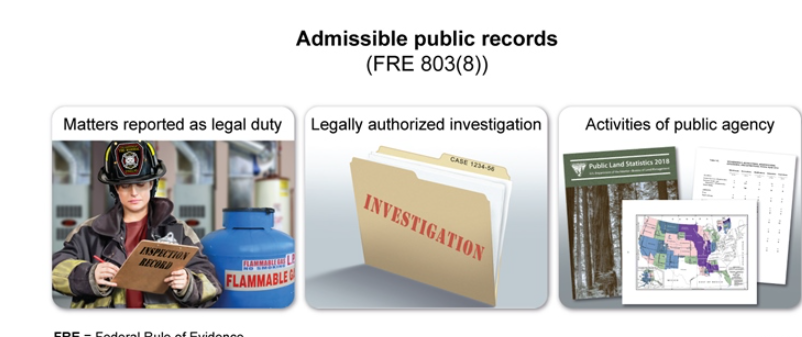 Admissible public records
(FRE 803(8))
Matters reported as legal duty
Legally authorized investigation
Activities of public agency
INSPECTION
RECORD
FLAMMABLE
FLAMMABLE GA
CASE 1234-56
INVESTIGATION
Public Land Statistics 2018
FRE = Federal Rule of Evidence